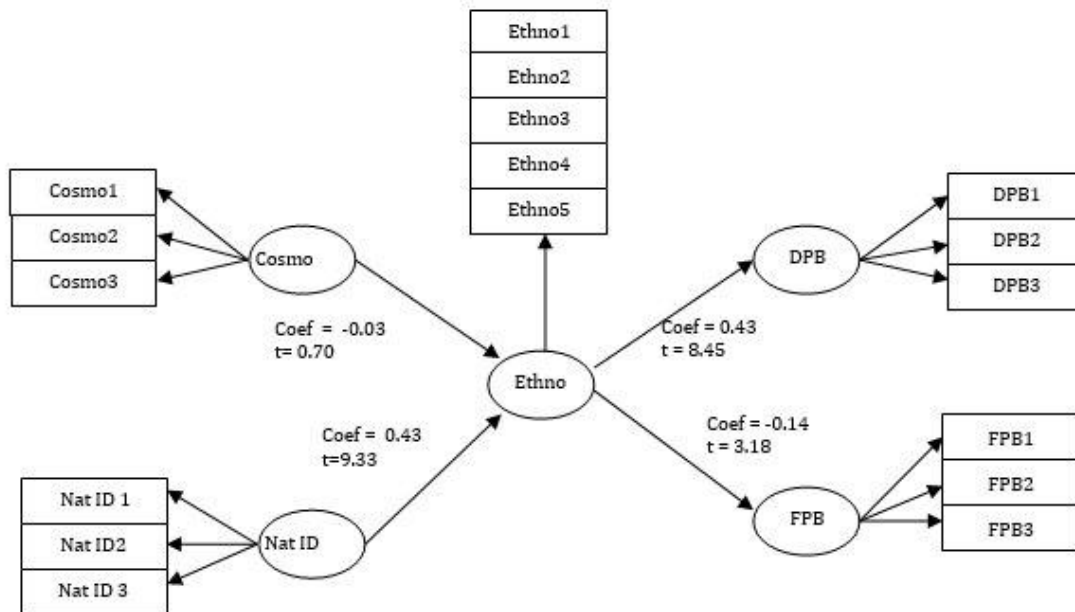 Ethno1
Ethno2
Ethno3
Ethno4
Ethno5
Cosmo1
Cosmo2
Cosmo3
Cosmo
DPB
DPB1
DPB2
DPB3
Coef = -0.03
t= 0.70
Coef = 0.43
t = 8.45
Ethno
Coef = 0.43
t=9.33
Coef = -0.14
t = 3.18
Nat ID 1
Nat ID2
Nat ID 3
Nat ID
FPB
FPB1
FPB2
FPB3